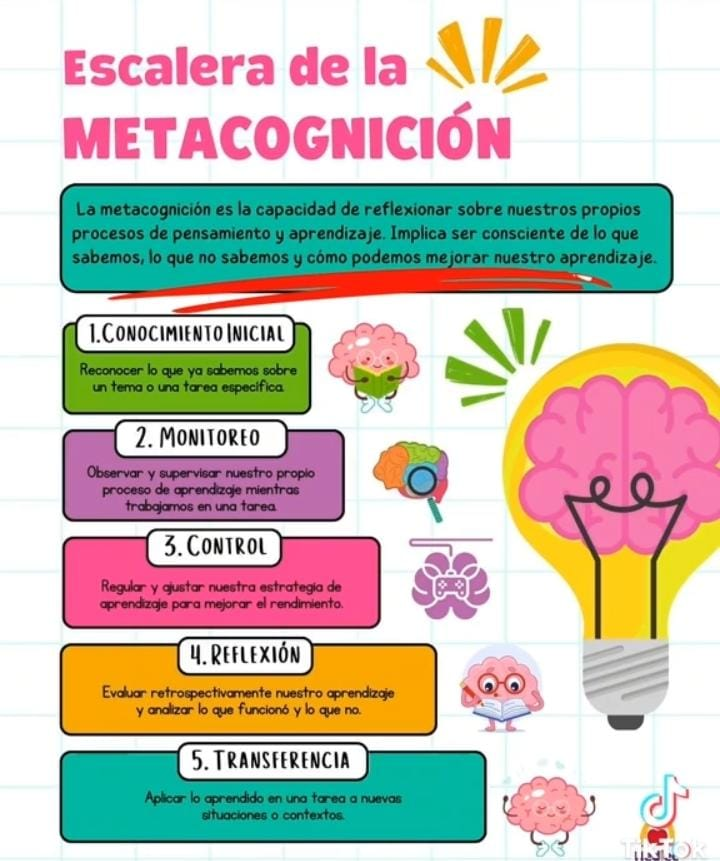 Escalera de la
METACOGNICIÓN
La metacognición es la capacidad de reflexionar sobre nuestros propios
procesos de pensamiento y aprendizaje. Implica ser consciente de lo que
sabemos, lo que no sabemos y cómo podemos mejorar nuestro aprendizaje.
1.CONOCIMIENTO INICIAL
Reconocer lo que ya sabemos sobre
un tema o una tarea específica.
2. MONITOREO
Observar y supervisar nuestro propio
proceso de aprendizaje mientras
trabajamos en una tarea.
3. CONTROL
Regular y ajustar nuestra estrategia de
aprendizaje para mejorar el rendimiento.
4. REFLEXIÓN
Evaluar retrospectivamente nuestro aprendizaje
y analizar lo que funcionó y lo que no.
5. TRANSFERENCIA
Aplicar lo aprendido en una tarea a nuevas
situaciones o contextos.
TikTok